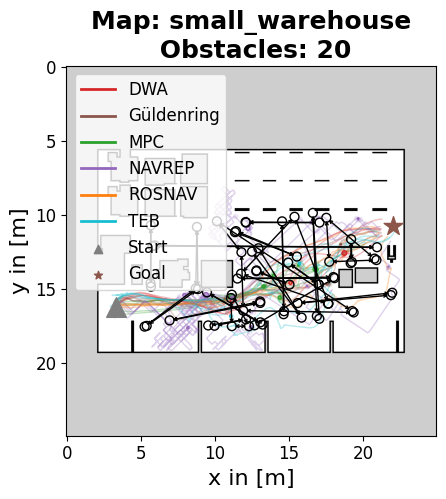 Map: small_warehouse
Obstacles: 20
0
5
10
15
20
y in [m]
DWA
Güldenring
MPC
NAVREP
ROSNAV
TEB
Start
Goal
0
5
10
15
20
x in [m]